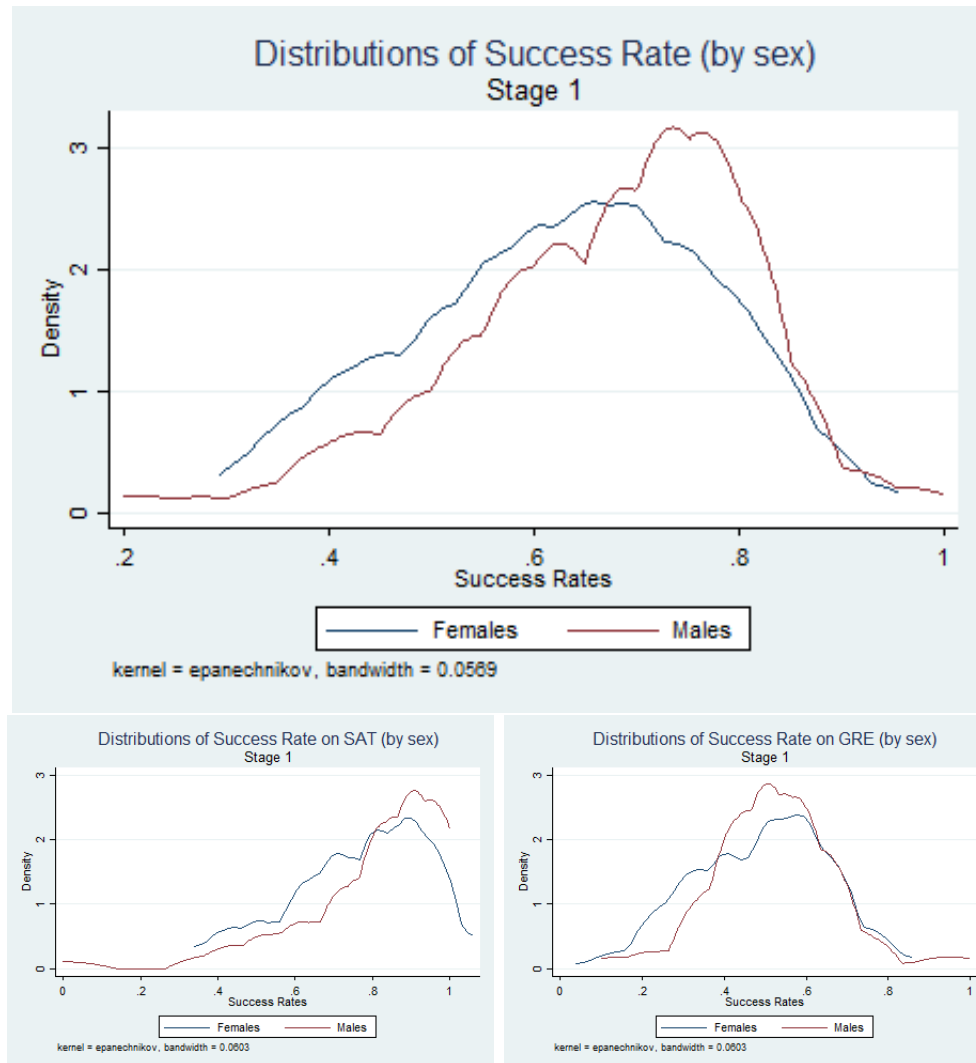 Distributions of Success Rate (by sex)
Stage 1
Density
3
2
1
0
.2 .4 .6 .8 1
Success Rates
Females Males
kernel = epanechnikov, bandwidth = 0.0569
Distributions of Success Rate on SAT (by sex)
Stage 1
Density
3
2
1
0
0 .2 .4 .6 .8 1
Success Rates
Females Males
kernel = epanechnikov, bandwidth = 0.0603
Distributions of Success Rate on GRE (by sex)
Stage 1
Density
3
2
1
0
0 .2 .4 .6 .8 1
Success Rates
Females Males
kernel = epanechnikov, bandwidth = 0.0603